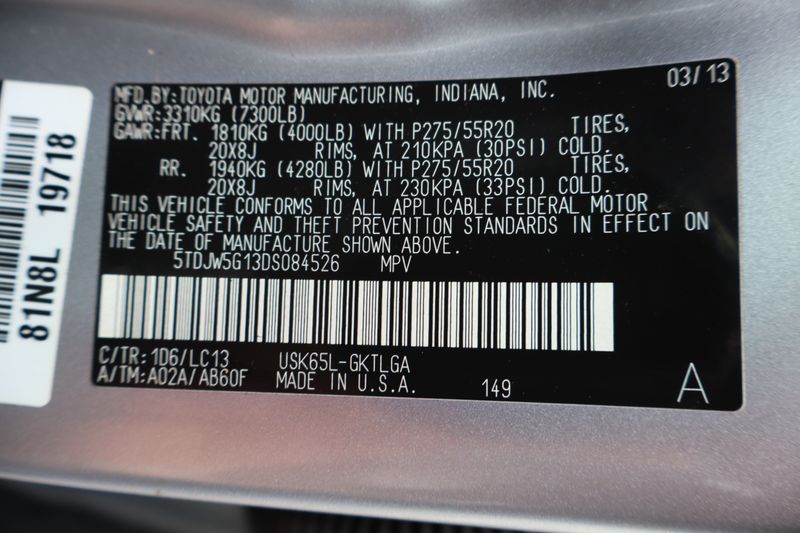 03/13
MFD.BY:TOYOTA MOTOR MANUFACTURING, INDIANA, INC.
GVWR:3310KG (7300LB)
GAWR:FRT. 1810KG (4000LB) WITH P275/55R20 TIRES,
20X8J RIMS, AT 210KPA (30PSI) COLD.
RR. 1940KG (4280LB) WITH P275/55R20 TIRES,
20X8J RIMS, AT 230KPA (33PSI) COLD.
THIS VEHICLE CONFORMS TO ALL APPLICABLE FEDERAL MOTOR
VEHICLE SAFETY AND THEFT PREVENTION STANDARDS IN EFFECT ON
THE DATE OF MANUFACTURE SHOWN ABOVE.
5TDJW5G13DS084526 MPV
C/TR:1D6/LC13 USK65L-GKTLGA
A/TM:A02A/AB60F MADE IN U.S.A. 149 A
81N8L 19718